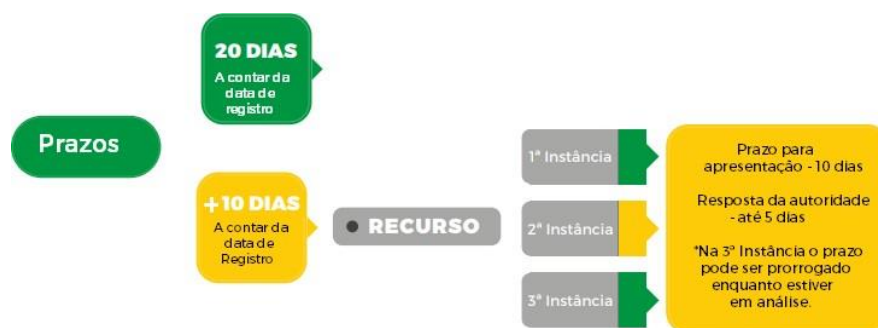 Prazos
20 DIAS
A contar da
data de
registro
+10 DIAS
A contar da
data de
Registro
RECURSO
1ª Instância
2ª Instância
3ª Instância
Prazo para
apresentação - 10 dias
Resposta da autoridade
- até 5 dias
*Na 3ª Instância o prazo
pode ser prorrogado
enquanto estiver
em análise.